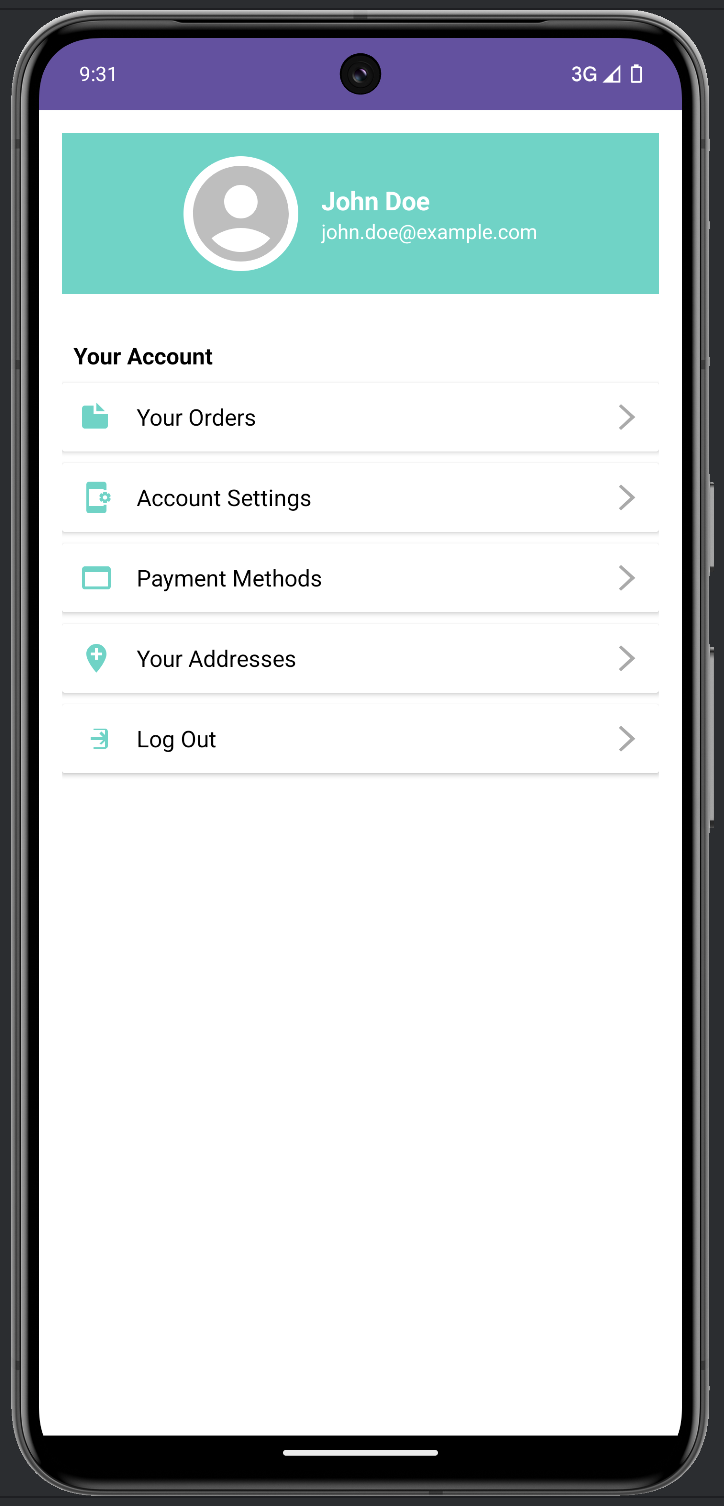 9:31
3G
John Doe
john.doe@example.com
Your Account
Your Orders
Account Settings
Payment Methods
Your Addresses
Log Out